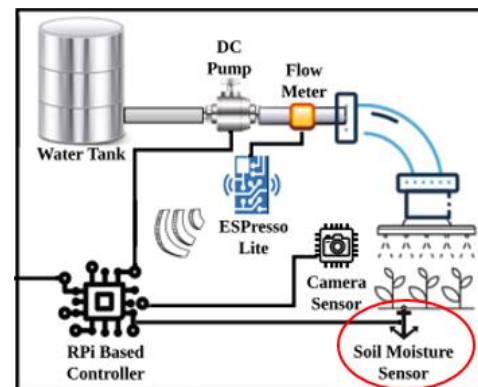 DC
Pump
Flow
Meter
Water Tank
ESPresso
Lite
Camera
Sensor
RPi Based
Controller
Soil Moisture
Sensor